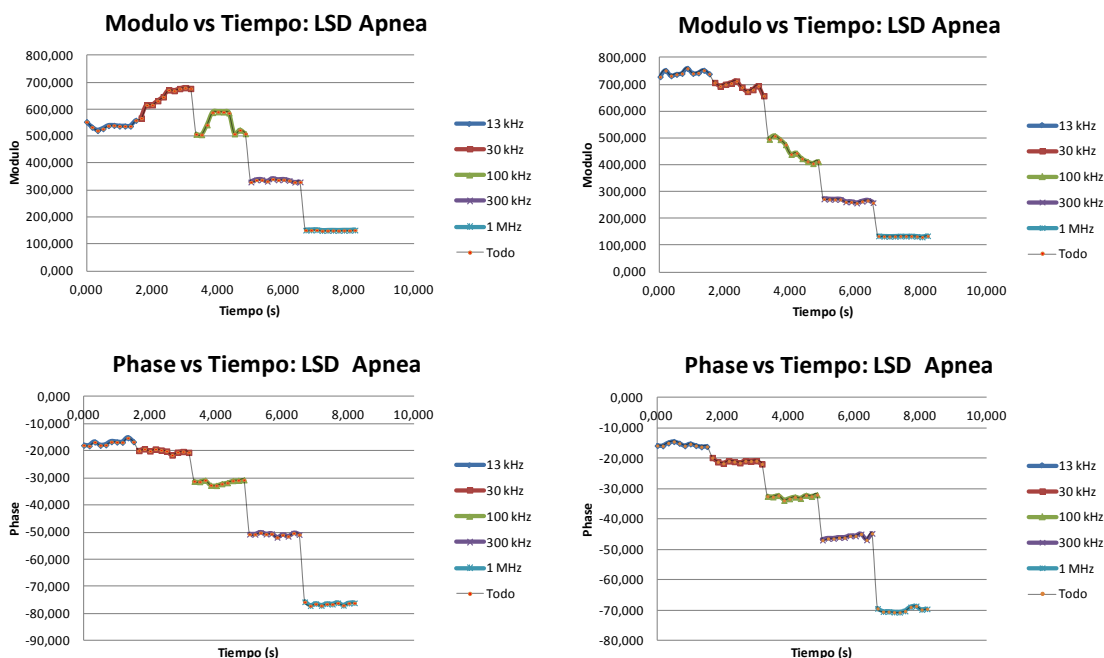 Modulo vs Tiempo: LSD Apnea
800,000
700,000
600,000
500,000
400,000
300,000
200,000
100,000
0,000
Modulo
0,000 2,000 4,000 6,000 8,000 10,000
Tiempo (s)
13 kHz
30 kHz
100 kHz
300 kHz
1 MHz
Todo
Modulo vs Tiempo: LSD Apnea
800,000
700,000
600,000
500,000
400,000
300,000
200,000
100,000
0,000
Modulo
0,000 2,000 4,000 6,000 8,000 10,000
Tiempo (s)
13 kHz
30 kHz
100 kHz
300 kHz
1 MHz
Todo
Phase vs Tiempo: LSD Apnea
0,000
-10,000
-20,000
-30,000
-40,000
-50,000
-60,000
-70,000
-80,000
-90,000
Phase
0,000 2,000 4,000 6,000 8,000 10,000
Tiempo (s)
13 kHz
30 kHz
100 kHz
300 kHz
1 MHz
Todo
Phase vs Tiempo: LSD Apnea
0,000
-10,000
-20,000
-30,000
-40,000
-50,000
-60,000
-70,000
-80,000
Phase
0,000 2,000 4,000 6,000 8,000 10,000
Tiempo (s)
13 kHz
30 kHz
100 kHz
300 kHz
1 MHz
Todo